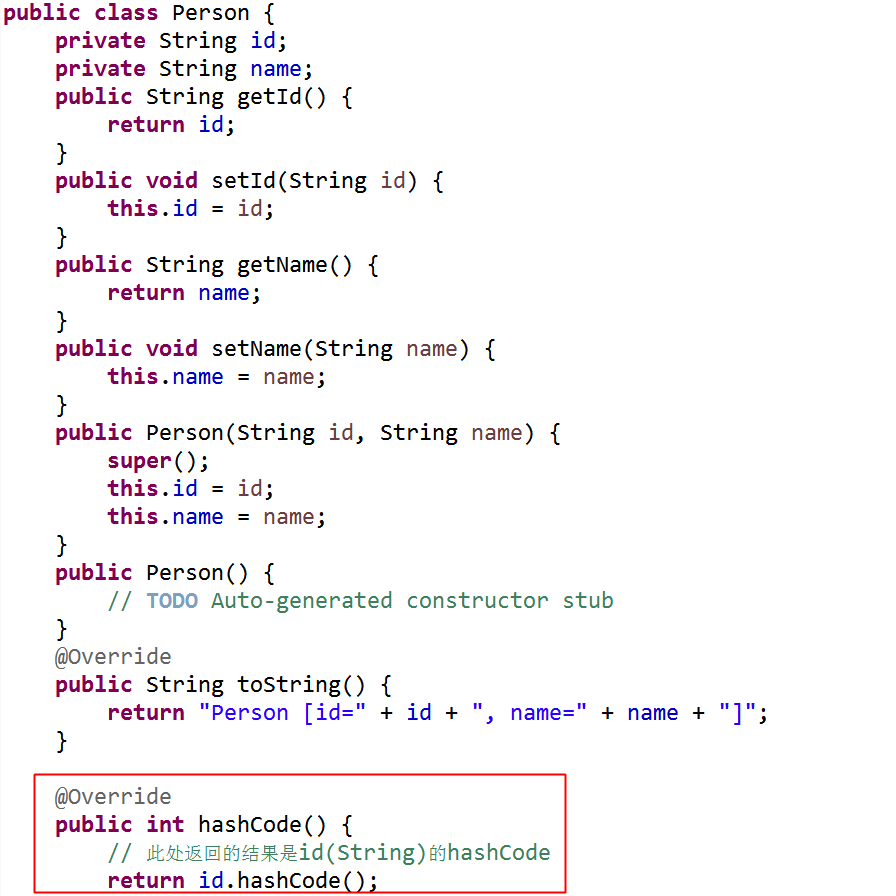 public class Person {
    private String id;
    private String name;
    public String getId() {
        return id;
    }
    public void setId(String id) {
        this.id = id;
    }
    public String getName() {
        return name;
    }
    public void setName(String name) {
        this.name = name;
    }
    public Person(String id, String name) {
        super();
        this.id = id;
        this.name = name;
    }
    public Person() {
        // TODO Auto-generated constructor stub
    }
    @Override
    public String toString() {
        return "Person [id=" + id + ", name=" + name + "]";
    }
    @Override
    public int hashCode() {
        // 此处返回的结果是id(String)的hashCode
        return id.hashCode();